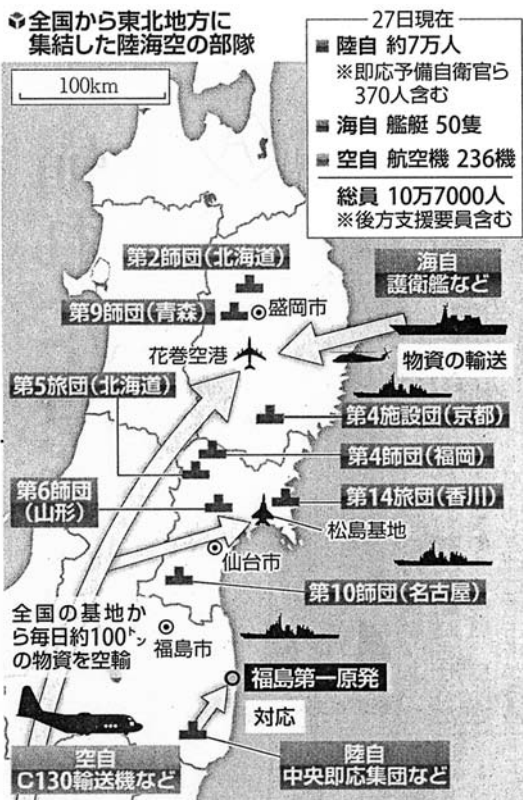 全国から東北地方に
集結した陸海空の部隊
100km
27日現在
陸自 約7万人
※即応予備自衛官ら
370人含む
海自 艦艇 50隻
空自 航空機 236機
総員 10万7000人
※後方支援要員含む
第2師団(北海道)
海自
護衛艦など
第9師団(青森)
盛岡市
花巻空港
物資の輸送
第5旅団(北海道)
第4施設団(京都)
第4師団(福岡)
第6師団
(山形)
第14旅団(香川)
松島基地
仙台市
第10師団(名古屋)
全国の基地か
ら毎日約100㌧
の物資を空輸
福島市
福島第一原発
対応
空自
C130輸送機など
陸自
中央即応集団など